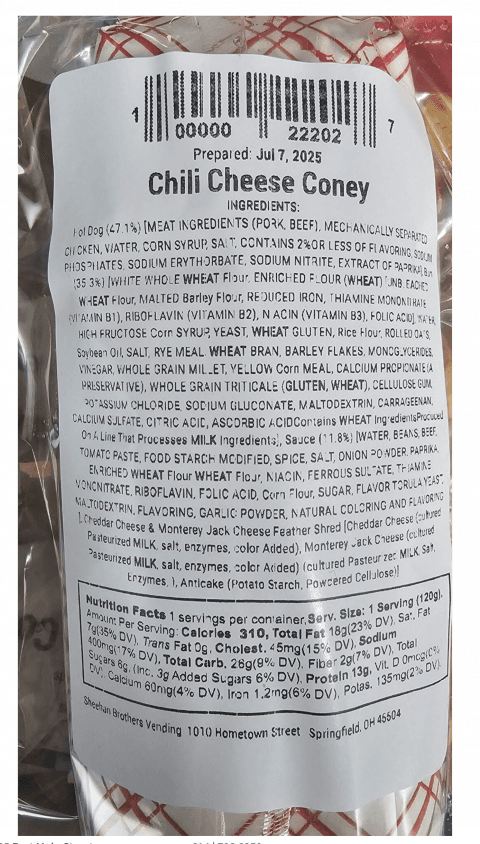 1 00000 22202 7
Prepared: Jul 7, 2025
Chili Cheese Coney
INGREDIENTS:
Hot Dog (47.1%) [MEAT INGREDIENTS (PORK, BEEF), MECHANICALLY SEPARATED
CHICKEN, WATER, CORN SYRUP, SALT, CONTAINS 2%OR LESS OF FLAVORING, SODIUM
PHOSPHATES, SODIUM ERYTHORBATE, SODIUM NITRITE, EXTRACT OF PAPRIKA], Bun
(35.3%) [WHITE WHOLE WHEAT Flour, ENRICHED FLOUR (WHEAT) (UNBLEACHED
WHEAT Flour, MALTED Barley Flour, REDUCED IRON, THIAMINE MONONITRATE
(VITAMIN B1), RIBOFLAVIN (VITAMIN B2), NIACIN (VITAMIN B3), FOLIC ACID), WATER,
HIGH FRUCTOSE Corn SYRUP, YEAST, WHEAT GLUTEN, Rice Flour, ROLLED OATS,
Soybean Oil, SALT, RYE MEAL, WHEAT BRAN, BARLEY FLAKES, MONOGLYCERIDES,
VINEGAR, WHOLE GRAIN MILLET, YELLOW Corn MEAL, CALCIUM PROPIONATE (A
PRESERVATIVE), WHOLE GRAIN TRITICALE (GLUTEN, WHEAT), CELLULOSE GUM,
POTASSIUM CHLORIDE, SODIUM GLUCONATE, MALTODEXTRIN, CARRAGEENAN,
CALCIUM SULFATE, CITRIC ACID, ASCORBIC ACIDContains WHEAT IngredientsProduced
On A Line That Processes MILK Ingredients], Sauce (11.8%) [WATER, BEANS, BEEF,
TOMATO PASTE, FOOD STARCH MODIFIED, SPICE, SALT, ONION POWDER, PAPRIKA,
ENRICHED WHEAT Flour WHEAT Flour, NIACIN, FERROUS SULFATE, THIAMINE
MONONITRATE, RIBOFLAVIN, FOLIC ACID, Corn Flour, SUGAR, FLAVOR TORULA YEAST,
MALTODEXTRIN, FLAVORING, GARLIC POWDER, NATURAL COLORING AND FLAVORING
], Cheddar Cheese & Monterey Jack Cheese Feather Shred [Cheddar Cheese (cultured
Pasteurized MILK, salt, enzymes, color Added), Monterey Jack Cheese (cultured
Pasteurized MILK, salt, enzymes, color Added) (cultured Pasteurized MILK, Salt,
Enzymes, ), Anticake (Potato Starch, Powdered Cellulose)]
Nutrition Facts 1 servings per container, Serv. Size: 1 Serving (120g),
Amount Per Serving: Calories 310, Total Fat 18g(23% DV), Sat. Fat
7g(35% DV), Trans Fat 0g, Cholest. 45mg(15% DV), Sodium
400mg(17% DV), Total Carb. 26g(9% DV), Fiber 2g(7% DV), Total
Sugars 6g, (Inc. 3g Added Sugars 6% DV), Protein 13g, Vit. D 0mcg(0%
DV), Calcium 60mg(4% DV), Iron 1.2mg(6% DV), Potas. 135mg(2% DV).
Sheehan Brothers Vending 1010 Hometown Street Springfield, OH 45504